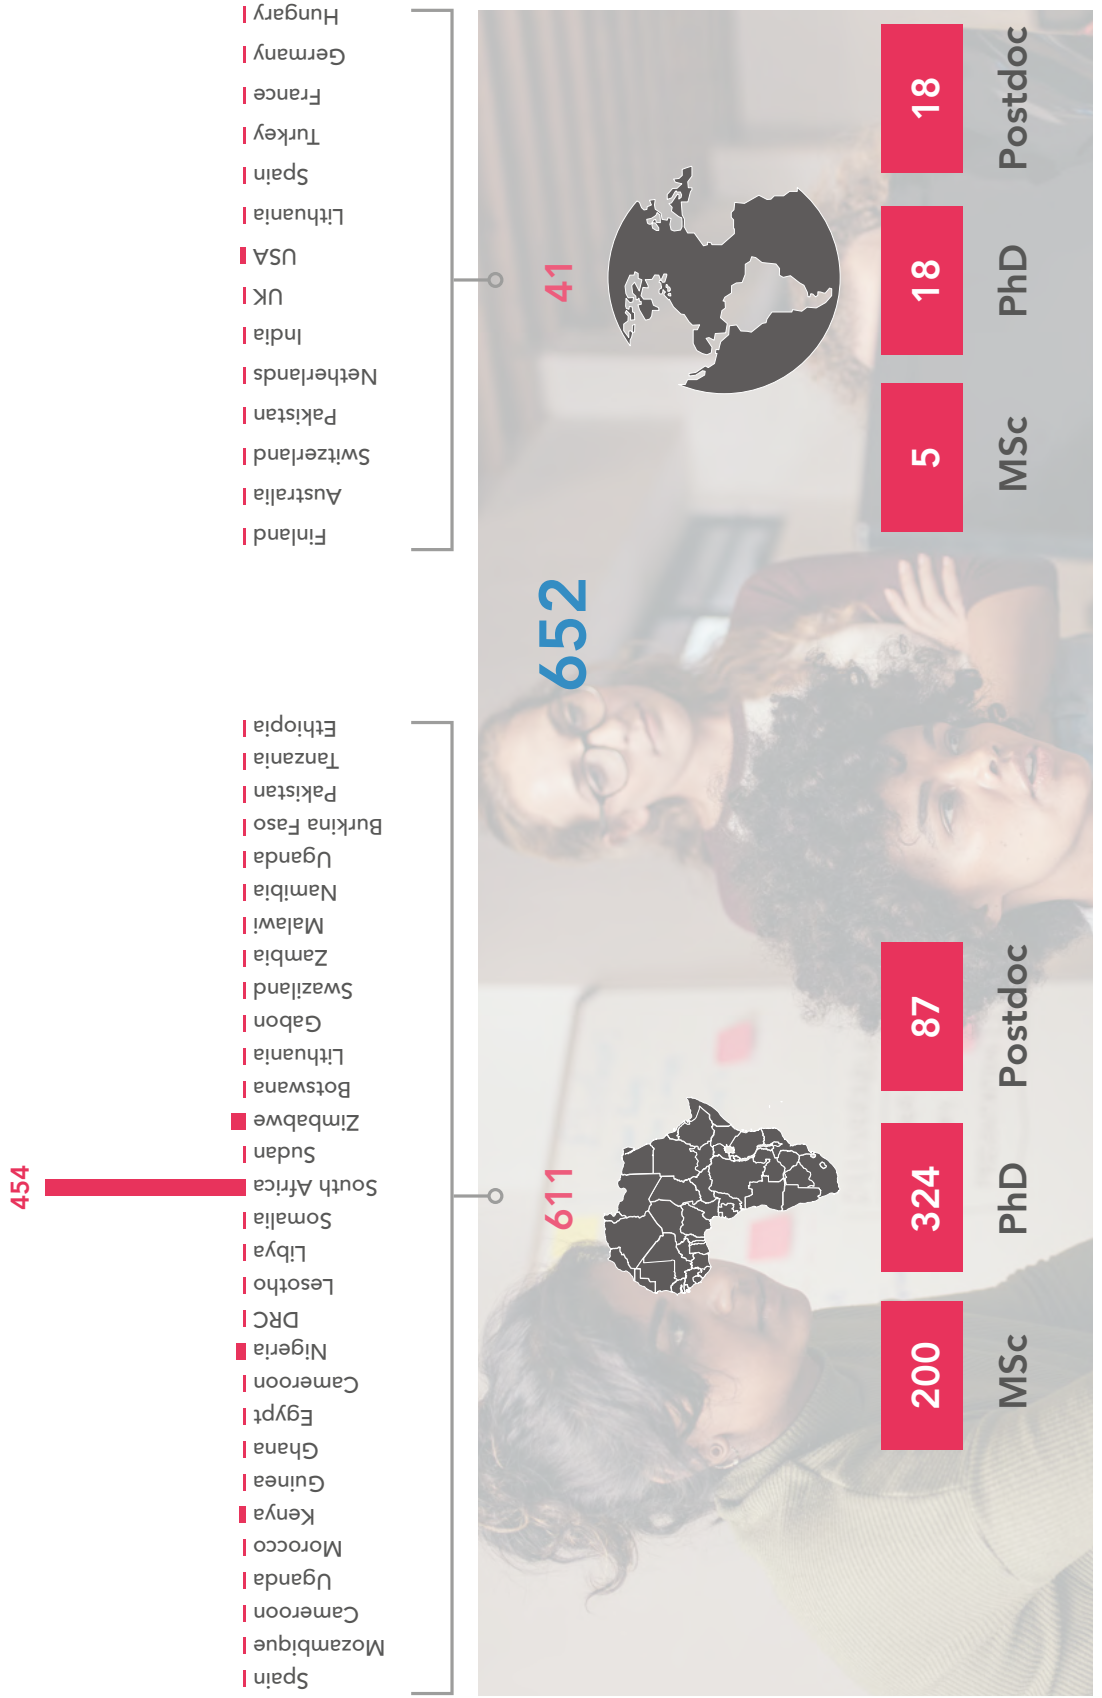 454
Spain
Mozambique
Cameroon
Uganda
Morocco
Kenya
Guinea
Ghana
Egypt
Cameroon
Nigeria
DRC
Lesotho
Libya
Somalia
South Africa
Sudan
Zimbabwe
Botswana
Lithuania
Gabon
Swaziland
Zambia
Malawi
Namibia
Uganda
Burkina Faso
Pakistan
Tanzania
Ethiopia
Finland
Australia
Switzerland
Pakistan
Netherlands
India
UK
USA
Lithuania
Spain
Turkey
France
Germany
Hungary
611
652
41
200
324
87
5
18
18
MSc
PhD
Postdoc
MSc
PhD
Postdoc